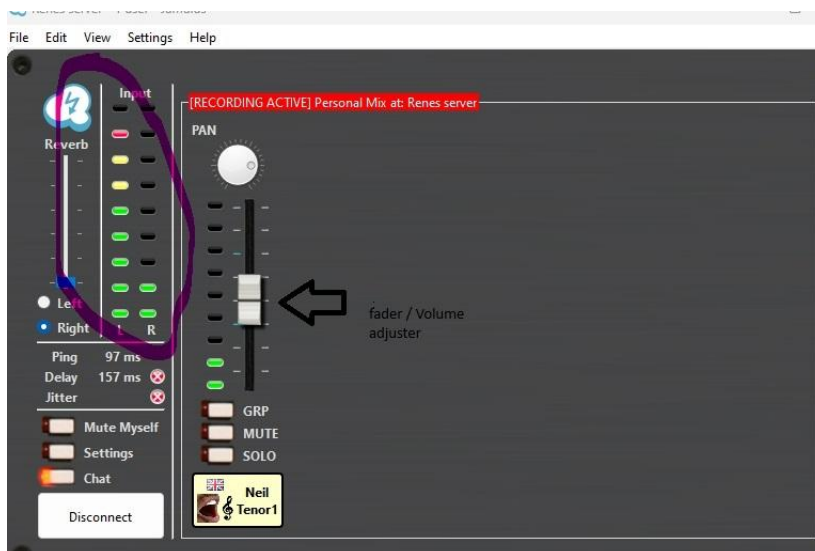 File Edit View Settings Help
Input
[RECORDING ACTIVE] Personal Mix at: Renes server
Reverb
PAN
Left
Right
L R
fader / Volume
adjuster
Ping 97 ms
Delay 157 ms
Jitter
Mute Myself
Settings
Chat
Disconnect
GRP
MUTE
SOLO
Neil
Tenor1